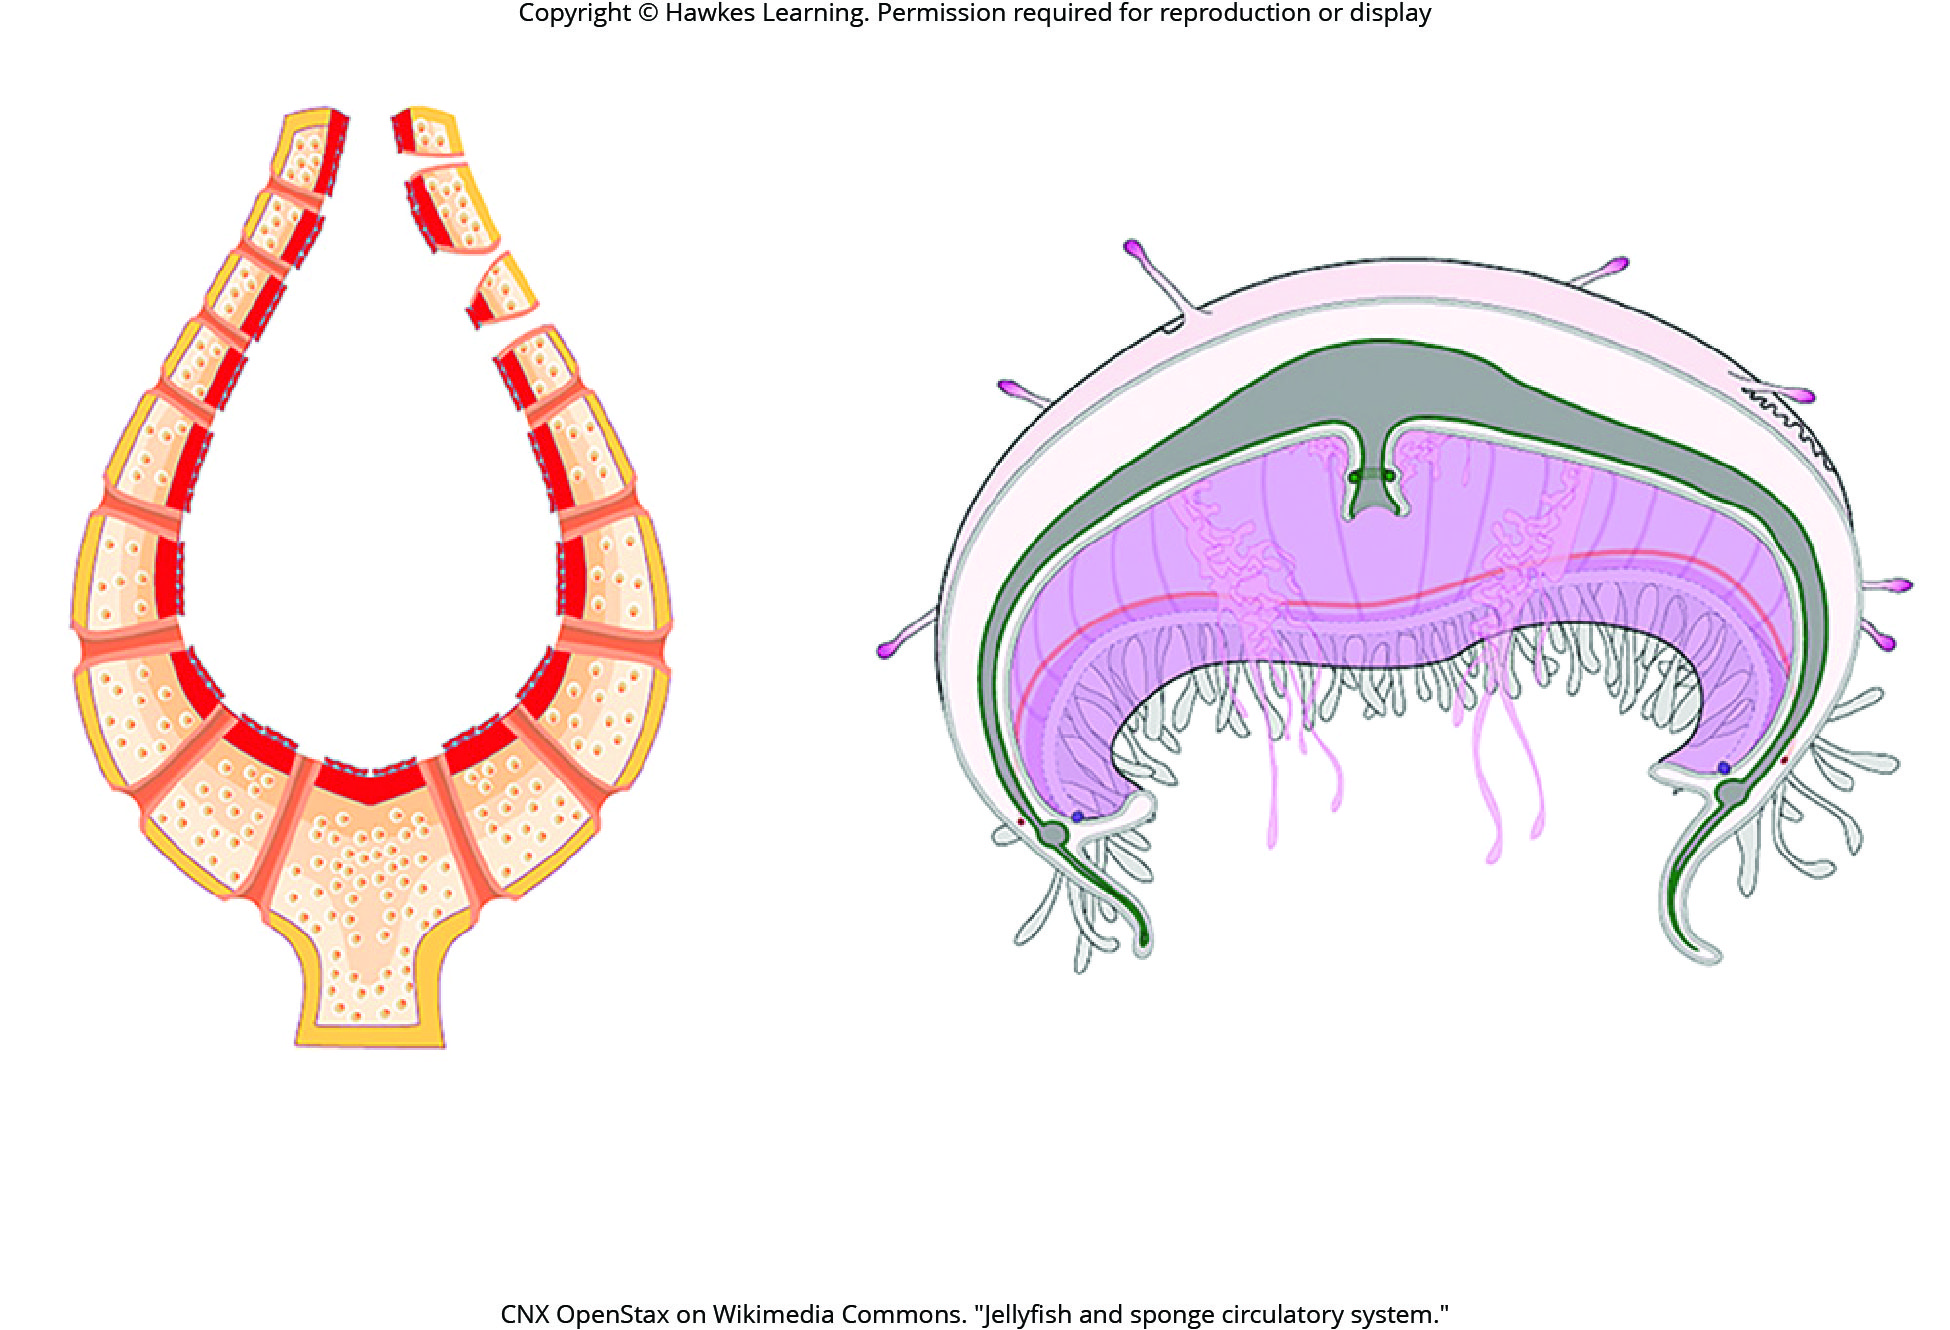 Copyright © Hawkes Learning. Permission required for reproduction or display
CNX OpenStax on Wikimedia Commons. "Jellyfish and sponge circulatory system."